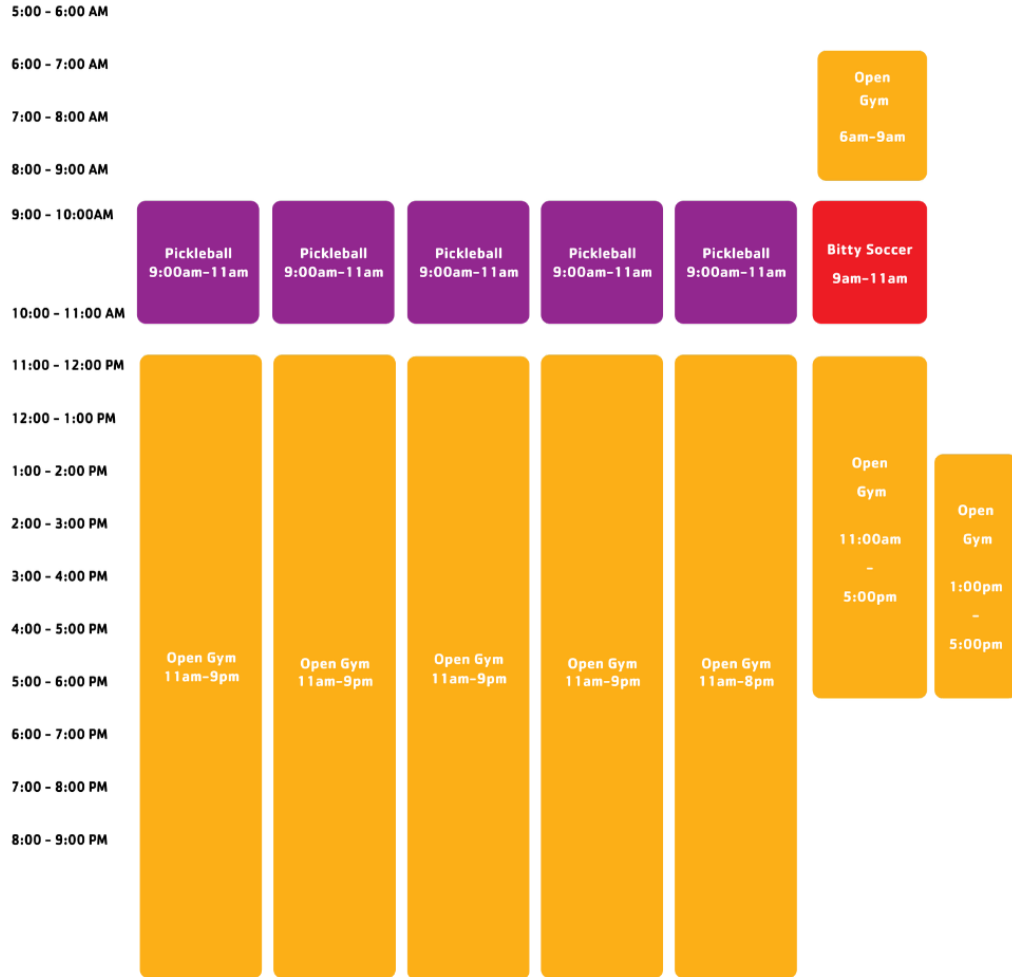 5:00 - 6:00 AM
6:00 - 7:00 AM
7:00 - 8:00 AM
8:00 - 9:00 AM
9:00 - 10:00AM
10:00 - 11:00 AM
11:00 - 12:00 PM
12:00 - 1:00 PM
1:00 - 2:00 PM
2:00 - 3:00 PM
3:00 - 4:00 PM
4:00 - 5:00 PM
5:00 - 6:00 PM
6:00 - 7:00 PM
7:00 - 8:00 PM
8:00 - 9:00 PM
Pickleball
9:00am-11am
Open Gym
11am-9pm
Pickleball
9:00am-11am
Open Gym
11am-9pm
Pickleball
9:00am-11am
Open Gym
11am-9pm
Pickleball
9:00am-11am
Open Gym
11am-9pm
Pickleball
9:00am-11am
Open Gym
11am-8pm
Open
Gym
6am-9am
Bitty Soccer
9am-11am
Open
Gym
11:00am
-
5:00pm
Open
Gym
1:00pm
-
5:00pm